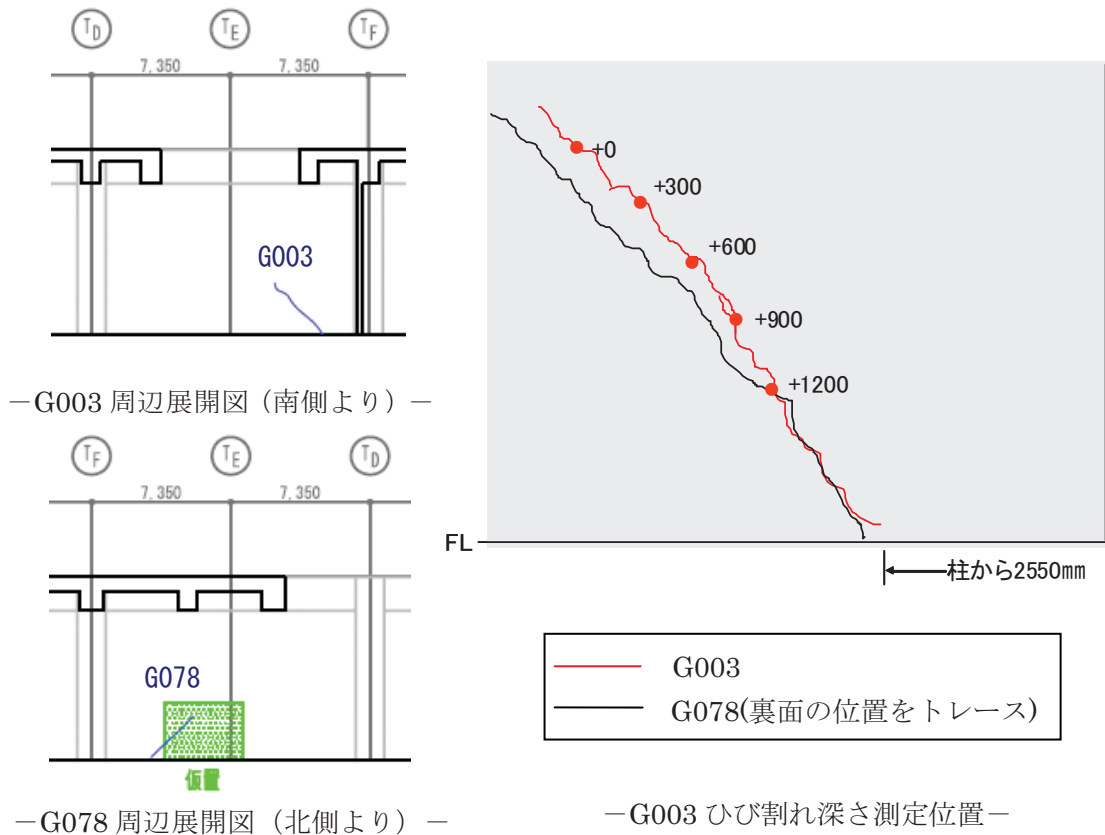 TD TE TF
7,350 7,350
G003
－G003 周辺展開図（南側より）－
TF TE TD
7,350 7,350
G078
仮置
－G078 周辺展開図（北側より）－
+0
+300
+600
+900
+1200
FL
柱から2550mm
G003
G078(裏面の位置をトレース)
－G003 ひび割れ深さ測定位置－